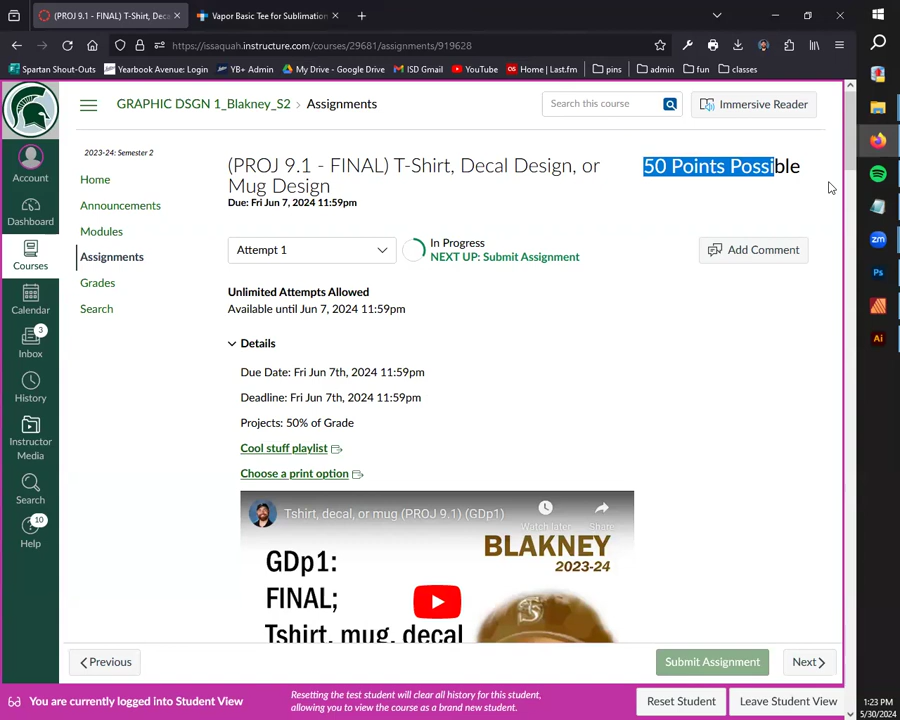 (PROJ 9.1 - FINAL) T-Shirt, Deca
Vapor Basic Tee for Sublimation
https://issaquah.instructure.com/courses/29681/assignments/919628
Spartan Shout-Outs
Yearbook Avenue: Login
YB+ Admin
My Drive - Google Drive
ISD Gmail
YouTube
Home | Last.fm
pins
admin
fun
classes
GRAPHIC DSGN 1_Blakney_S2 > Assignments
Search this course
Immersive Reader
Account
Dashboard
Courses
Calendar
3
Inbox
History
Instructor
Media
Search
10
Help
2023-24: Semester 2
Home
Announcements
Modules
Assignments
Grades
Search
(PROJ 9.1 - FINAL) T-Shirt, Decal Design, or
Mug Design
Due: Fri Jun 7, 2024 11:59pm
50 Points Possible
Attempt 1
In Progress
NEXT UP: Submit Assignment
Add Comment
Unlimited Attempts Allowed
Available until Jun 7, 2024 11:59pm
Details
Due Date: Fri Jun 7th, 2024 11:59pm
Deadline: Fri Jun 7th, 2024 11:59pm
Projects: 50% of Grade
Cool stuff playlist
Choose a print option
Tshirt, decal, or mug (PROJ 9.1) (GDp1)
Watch later
Share
BLAKNEY
2023-24
GDp1:
FINAL;
Tshirt, mug, decal
S
Previous
Submit Assignment
Next
You are currently logged into Student View
Resetting the test student will clear all history for this student,
allowing you to view the course as a brand new student.
Reset Student
Leave Student View
zm
Ps
Ai
1:23 PM
5/30/2024